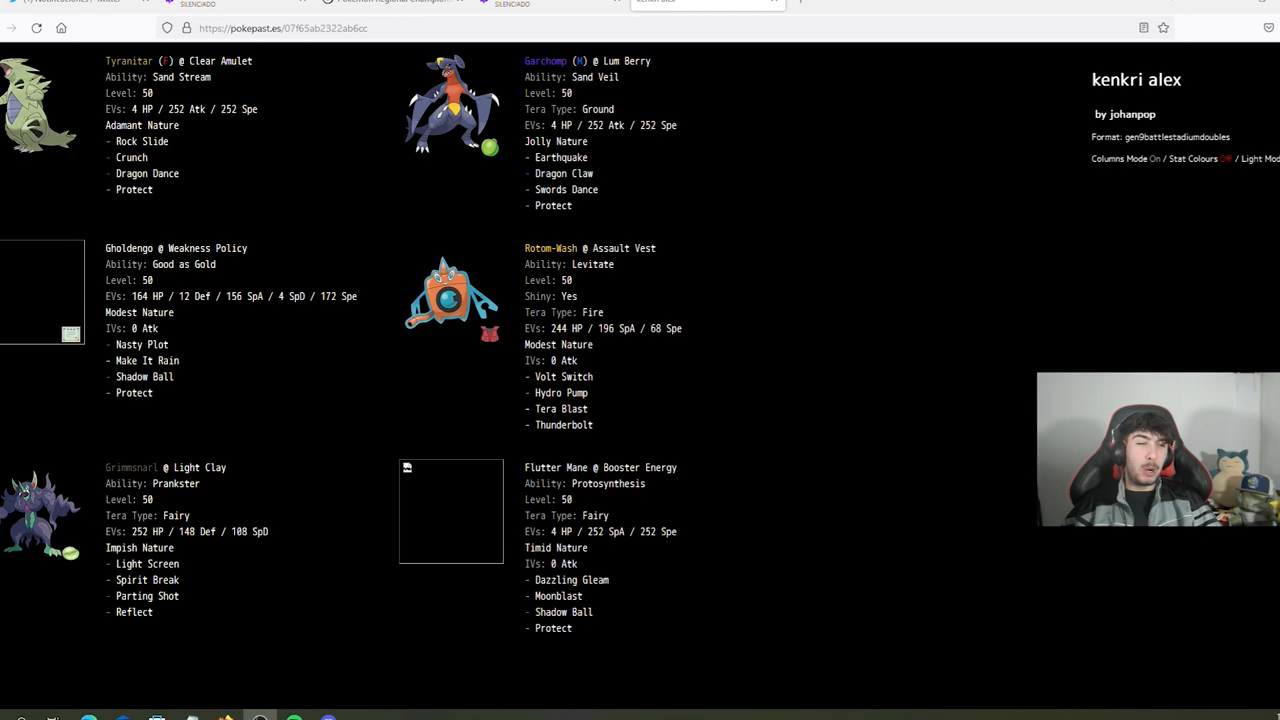 SILENCIADO
SILENCIADO
https://pokepast.es/07f65ab2322ab6cc
Tyranitar (F) @ Clear Amulet
Ability: Sand Stream
Level: 50
EVs: 4 HP / 252 Atk / 252 Spe
Adamant Nature
- Rock Slide
- Crunch
- Dragon Dance
- Protect
Garchomp (M) @ Lum Berry
Ability: Sand Veil
Level: 50
Tera Type: Ground
EVs: 4 HP / 252 Atk / 252 Spe
Jolly Nature
- Earthquake
- Dragon Claw
- Swords Dance
- Protect
kenkri alex
by johanpop
Format: gen9battlestadiumdoubles
Columns Mode On / Stat Colours Off / Light Mod
Gholdengo @ Weakness Policy
Ability: Good as Gold
Level: 50
EVs: 164 HP / 12 Def / 156 SpA / 4 SpD / 172 Spe
Modest Nature
IVs: 0 Atk
- Nasty Plot
- Make It Rain
- Shadow Ball
- Protect
Rotom-Wash @ Assault Vest
Ability: Levitate
Level: 50
Shiny: Yes
Tera Type: Fire
EVs: 244 HP / 196 SpA / 68 Spe
Modest Nature
IVs: 0 Atk
- Volt Switch
- Hydro Pump
- Tera Blast
- Thunderbolt
Grimmsnarl @ Light Clay
Ability: Prankster
Level: 50
Tera Type: Fairy
EVs: 252 HP / 148 Def / 108 SpD
Impish Nature
- Light Screen
- Spirit Break
- Parting Shot
- Reflect
Flutter Mane @ Booster Energy
Ability: Protosynthesis
Level: 50
Tera Type: Fairy
EVs: 4 HP / 252 SpA / 252 Spe
Timid Nature
IVs: 0 Atk
- Dazzling Gleam
- Moonblast
- Shadow Ball
- Protect